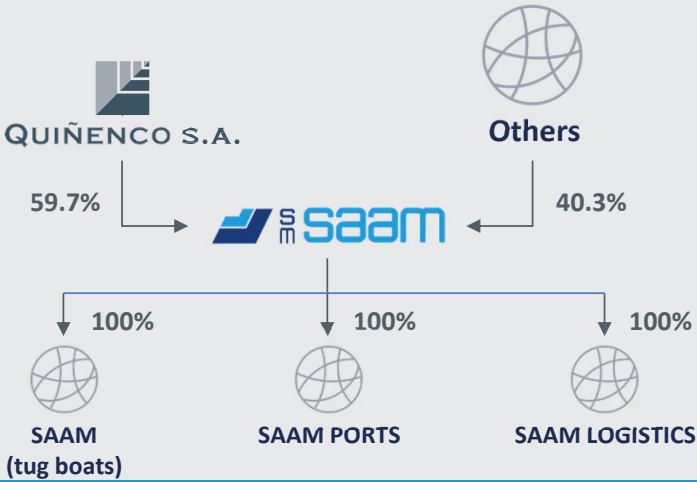 QUIÑENCO S.A.
Others
59.7%
40.3%
SM saam
100%
100%
100%
SAAM
(tug boats)
SAAM PORTS
SAAM LOGISTICS